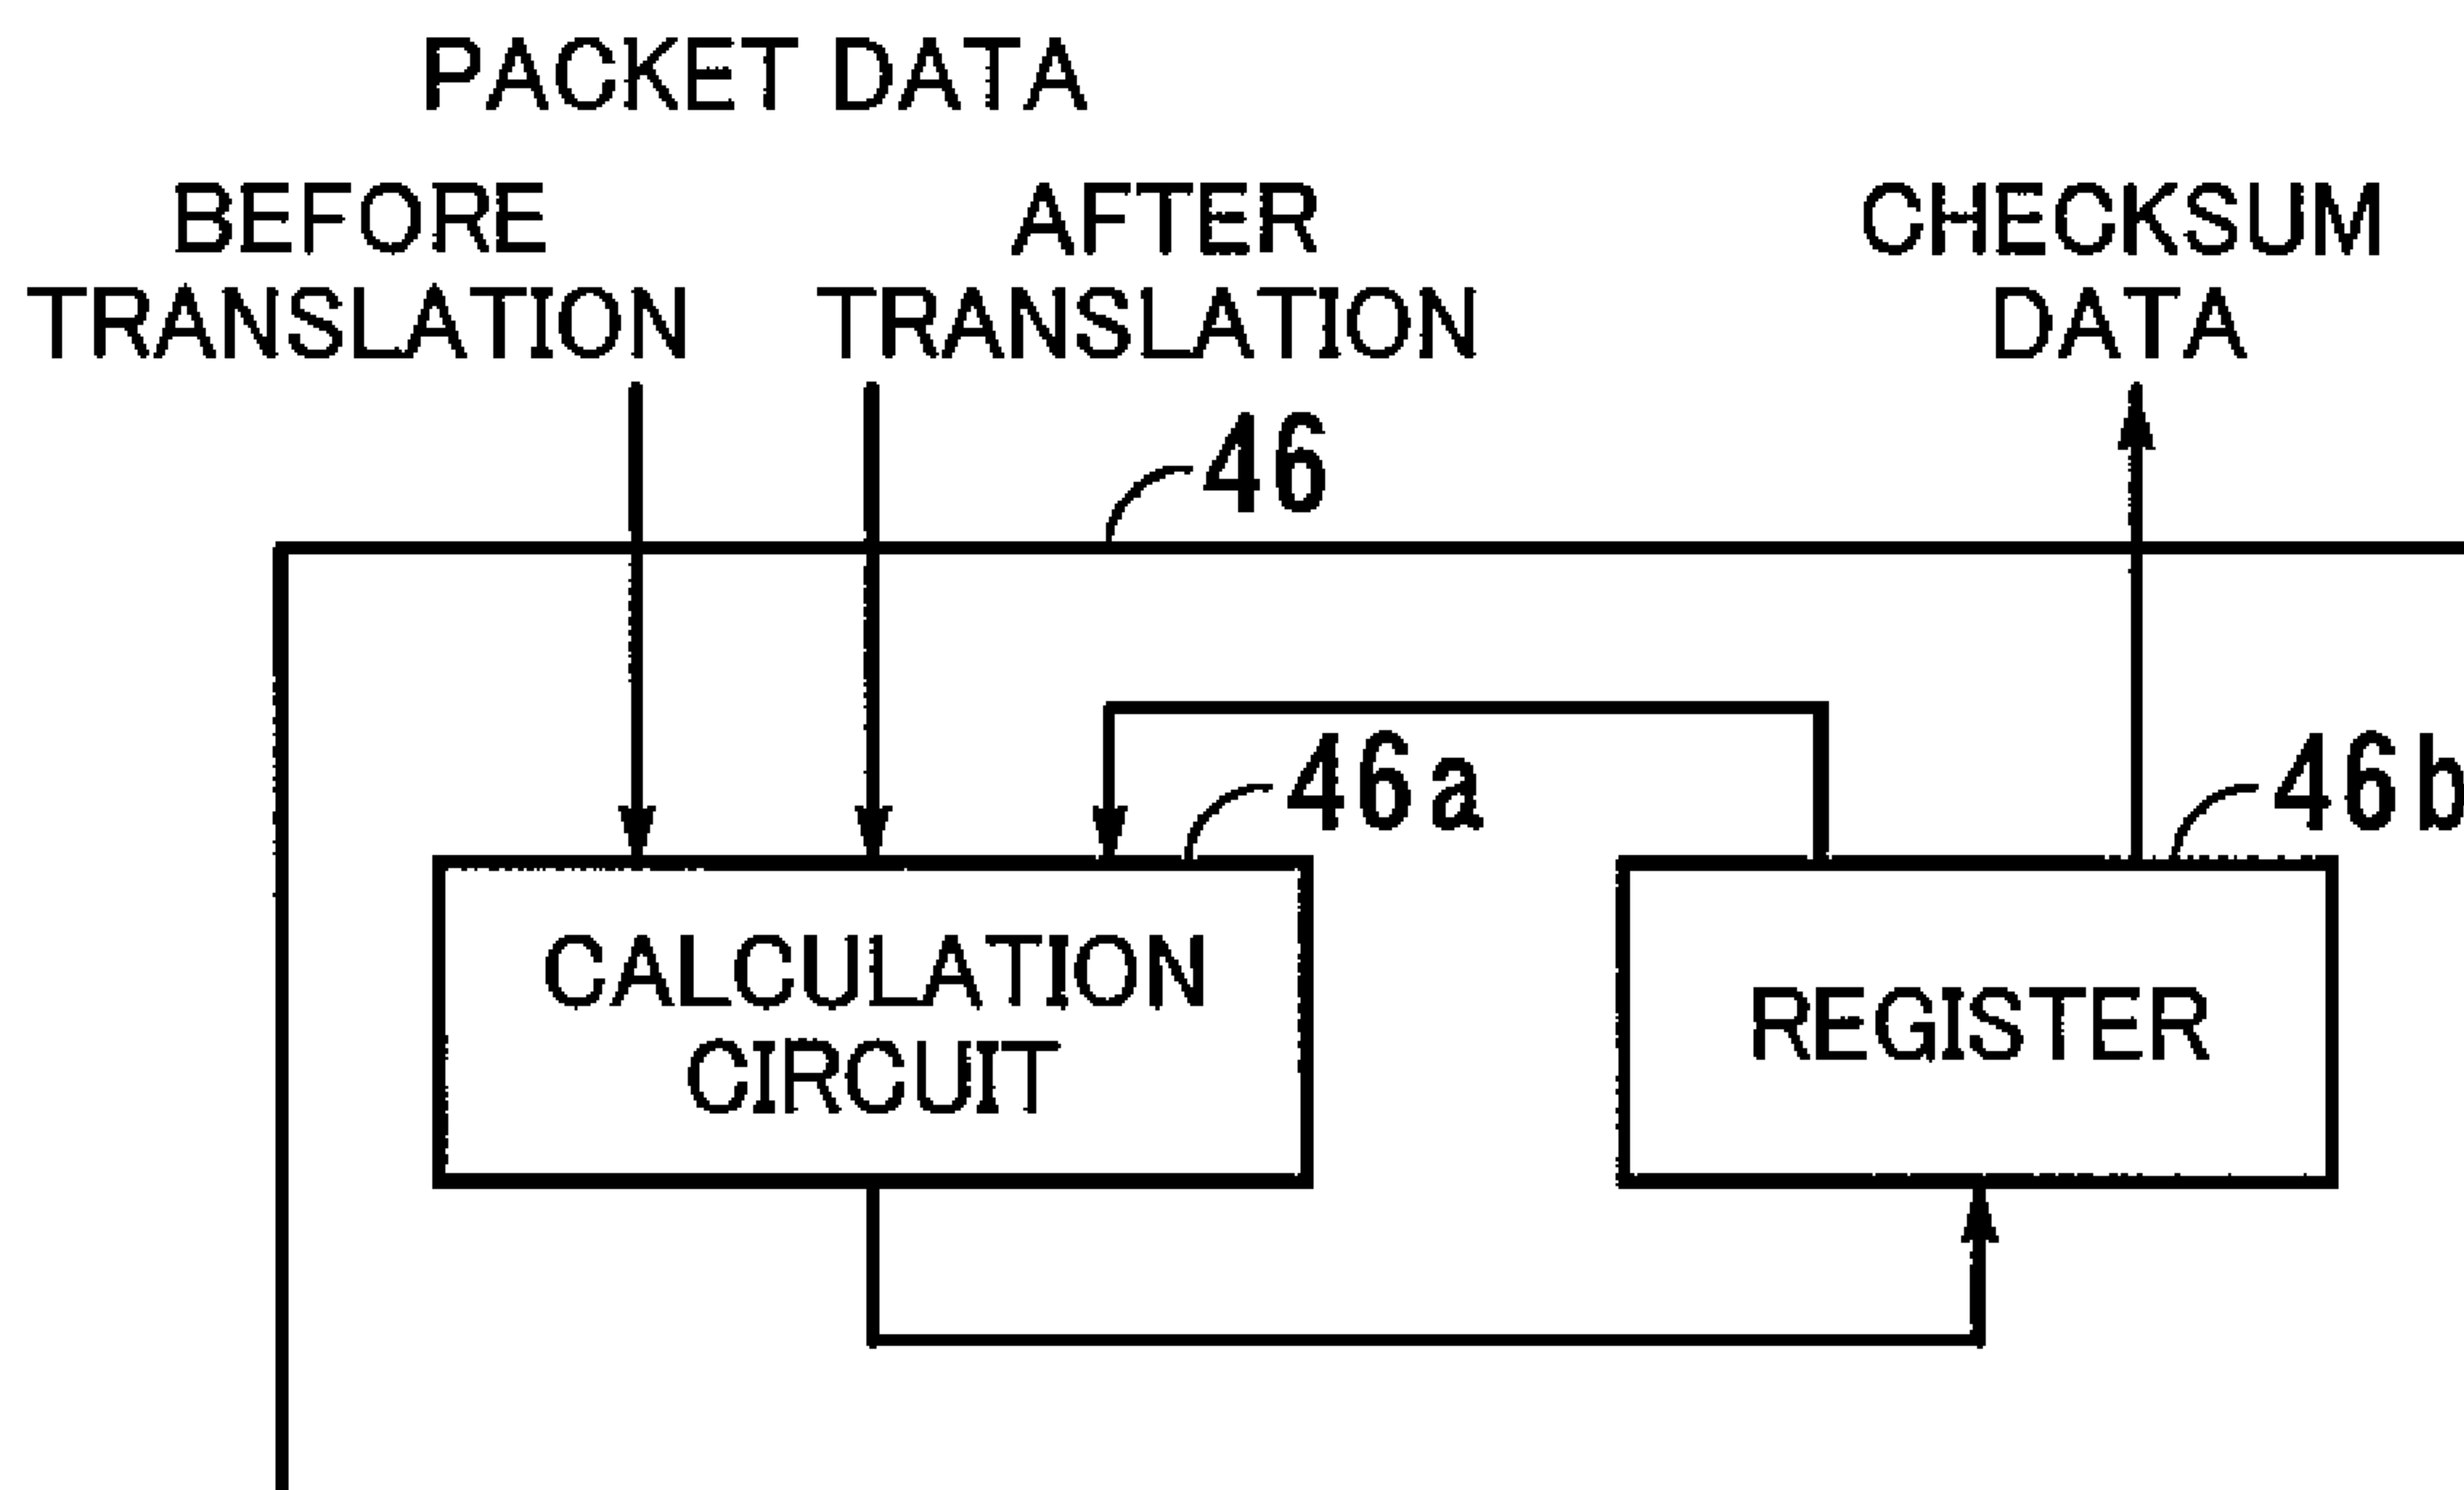 PACKET DATA
BEFORE
TRANSLATION
AFTER
TRANSLATION
CHECKSUM
DATA
46
46a
46b
CALCULATION
CIRCUIT
REGISTER